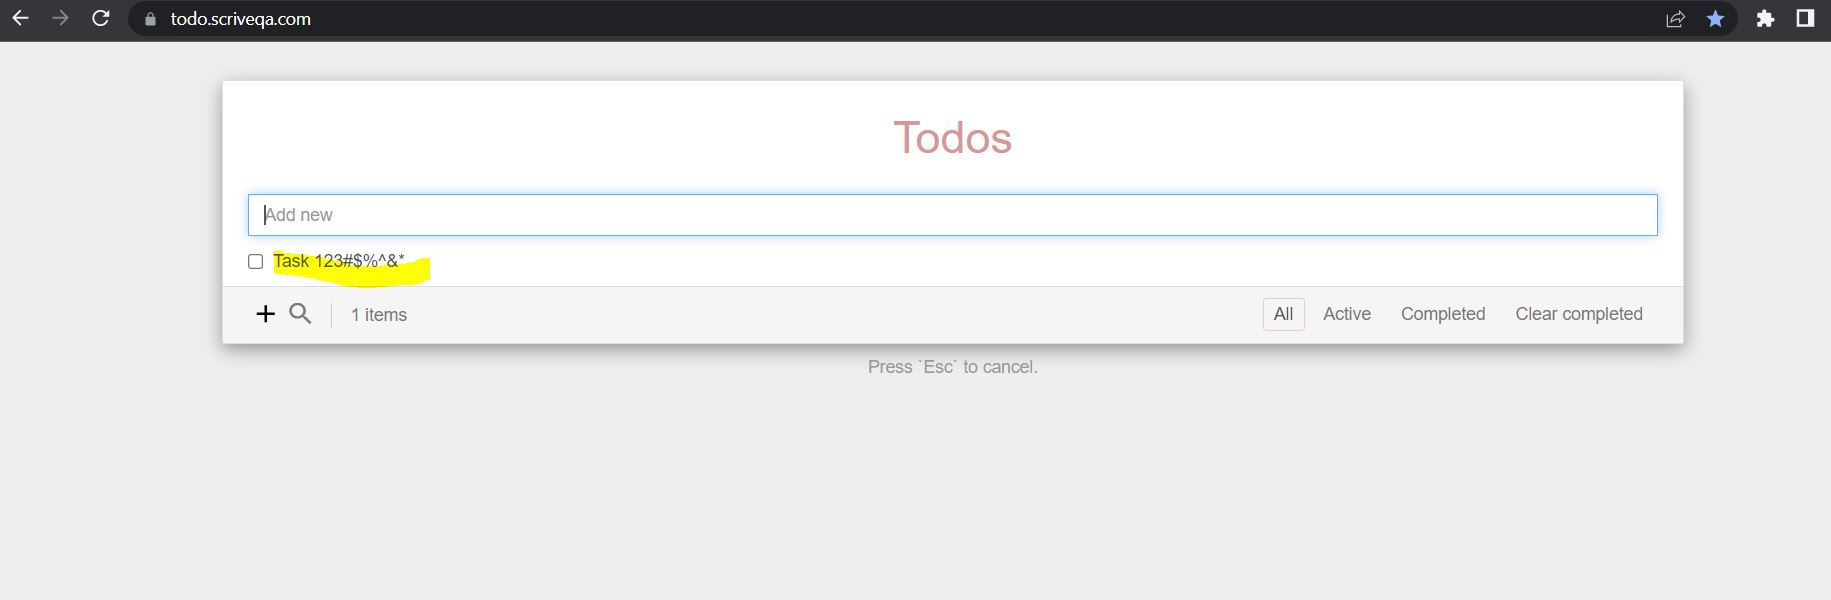 todo.scriveqa.com
Todos
Add new
Task 123#$%^&*
1 items
All Active Completed Clear completed
Press `Esc` to cancel.